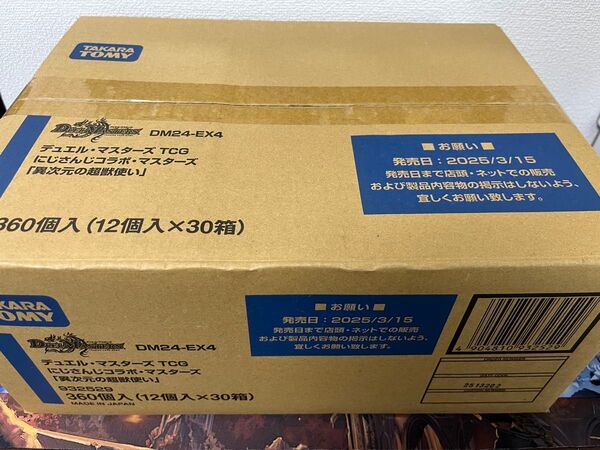 TAKARA
TOMY
DUEL MASTERS DM24-EX4
デュエル・マスターズ TCG
にじさんじコラボ・マスターズ
「異次元の超獣使い」
360個入(12個入×30箱)
■ お願い ■
発売日:2025/3/15
発売日まで店頭・ネットでの販売
および製品内容物の掲示はしないよう、
宜しくお願い致します。
TAKARA
TOMY
DUEL MASTERS DM24-EX4
デュエル・マスターズ TCG
にじさんじコラボ・マスターズ
「異次元の超獣使い」
932529
360個入(12個入×30箱)
MADE IN JAPAN
■ お願い ■
発売日:2025/3/15
発売日まで店頭・ネットでの販売
および製品内容物の掲示はしないよう、
宜しくお願い致します。
4 904810 932529